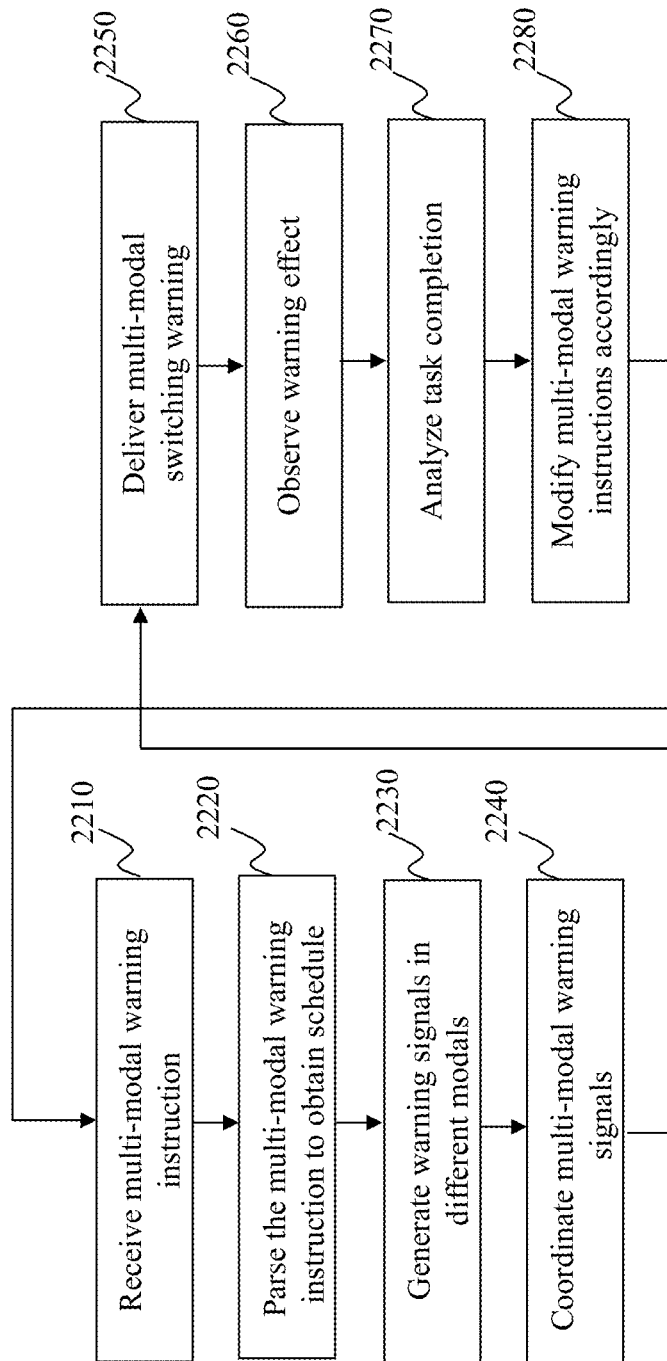 Receive multi-modal warning
instruction
2210
Parse the multi-modal warning
instruction to obtain schedule
2220
Generate warning signals in
different modals
2230
Coordinate multi-modal warning
signals
2240
Deliver multi-modal
switching warning
2250
Observe warning effect
2260
Analyze task completion
2270
Modify multi-modal warning
instructions accordingly
2280